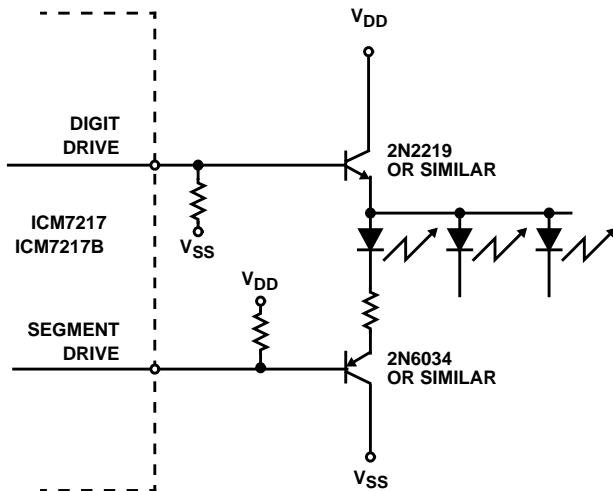 VDD
DIGIT
DRIVE
2N2219
OR SIMILAR
ICM7217
ICM7217B
VSS
VDD
SEGMENT
DRIVE
2N6034
OR SIMILAR
VSS